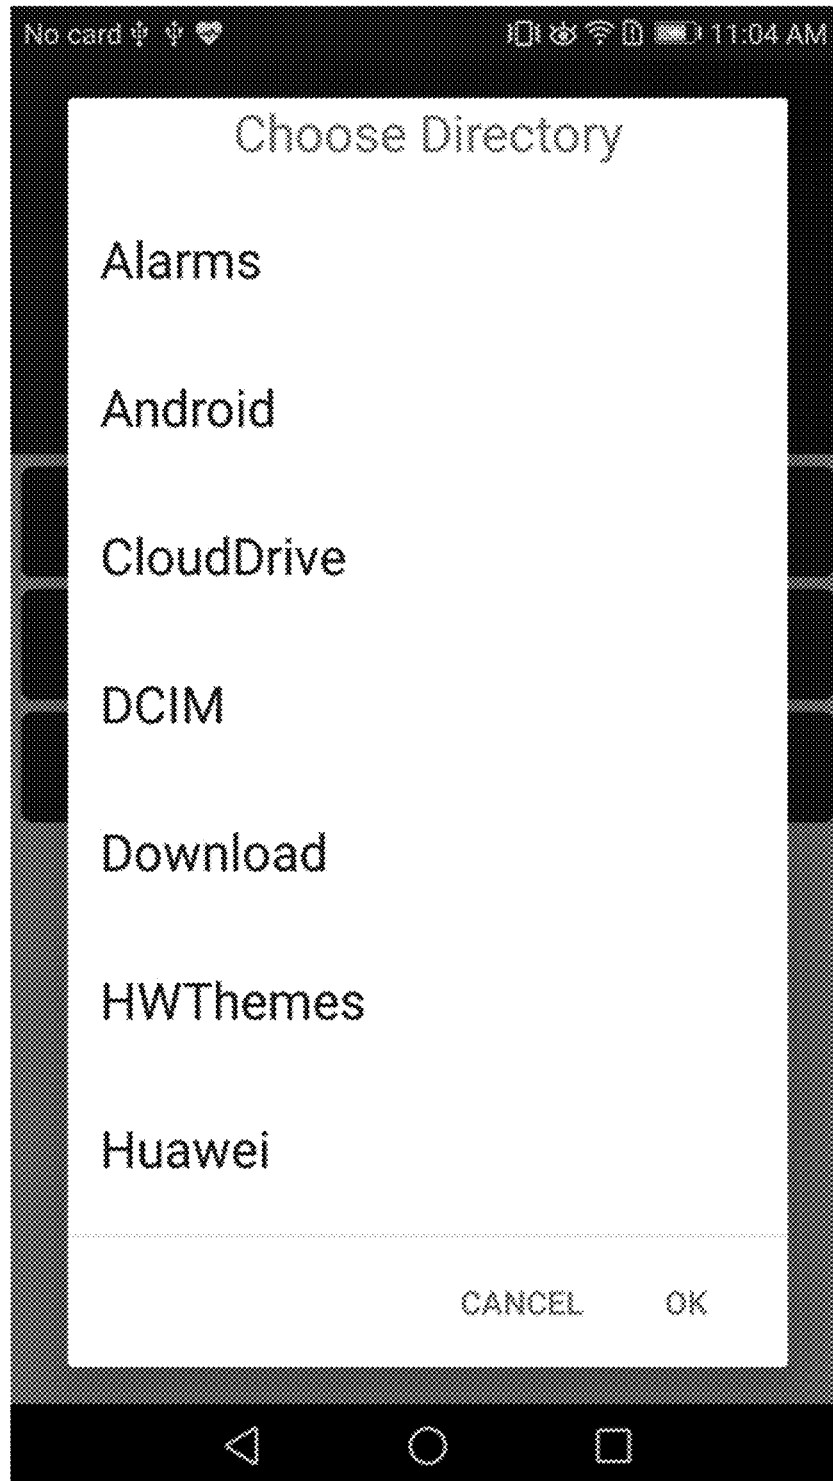 No card 11:04 AM
Choose Directory
Alarms
Android
CloudDrive
DCIM
Download
HWThemes
Huawei
CANCEL OK